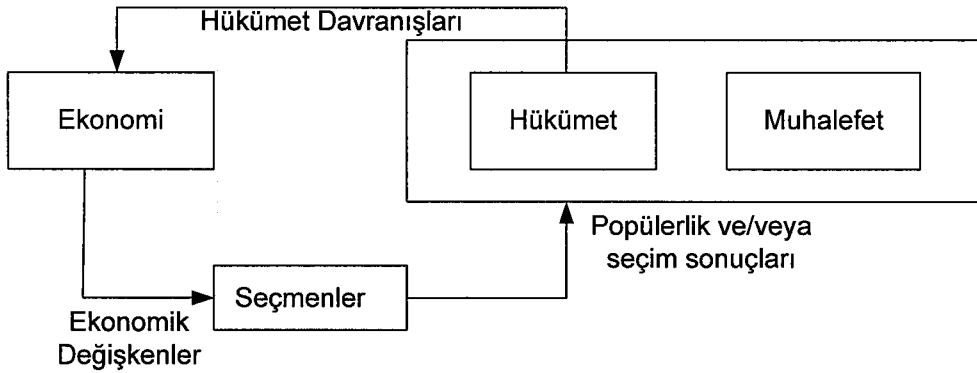 Hükümet Davranışları
Ekonomi
Hükümet
Muhalefet
Popülerlik ve/veya
seçim sonuçları
Seçmenler
Ekonomik
Değişkenler